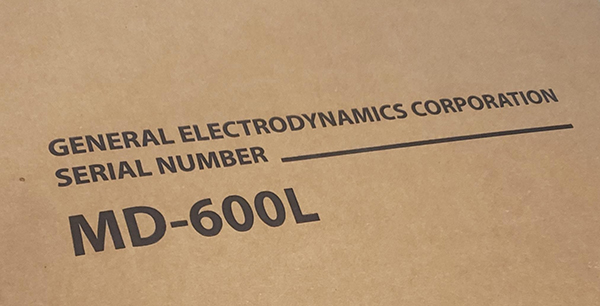 GENERAL ELECTRODYNAMICS CORPORATION
SERIAL NUMBER
MD-600L